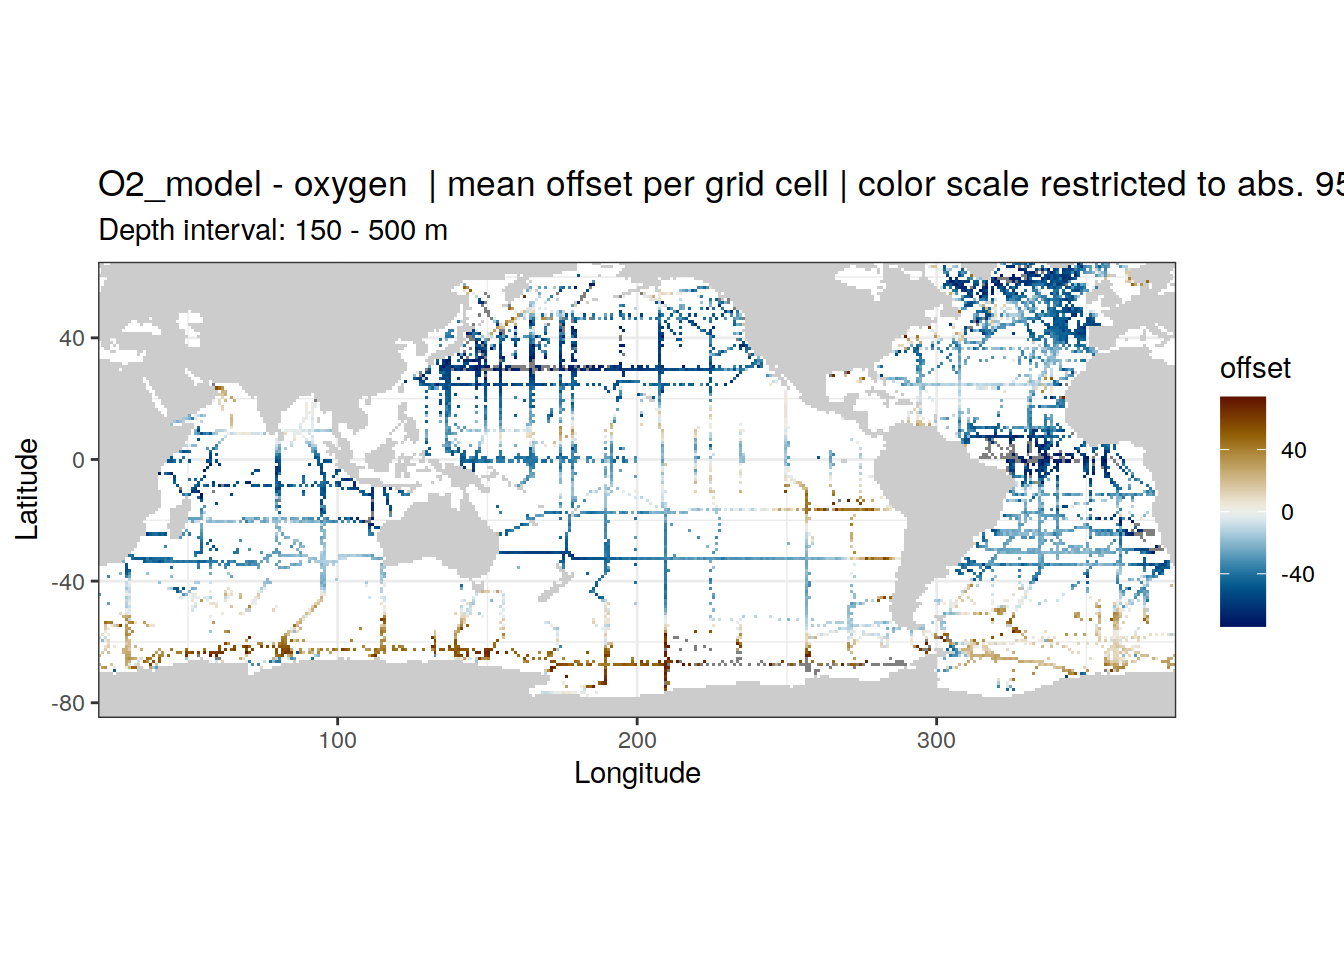 O2_model - oxygen | mean offset per grid cell | color scale restricted to abs. 95
Depth interval: 150 - 500 m
offset
40
0
-40
40
0
-40
-80
Latitude
100
200
300
Longitude